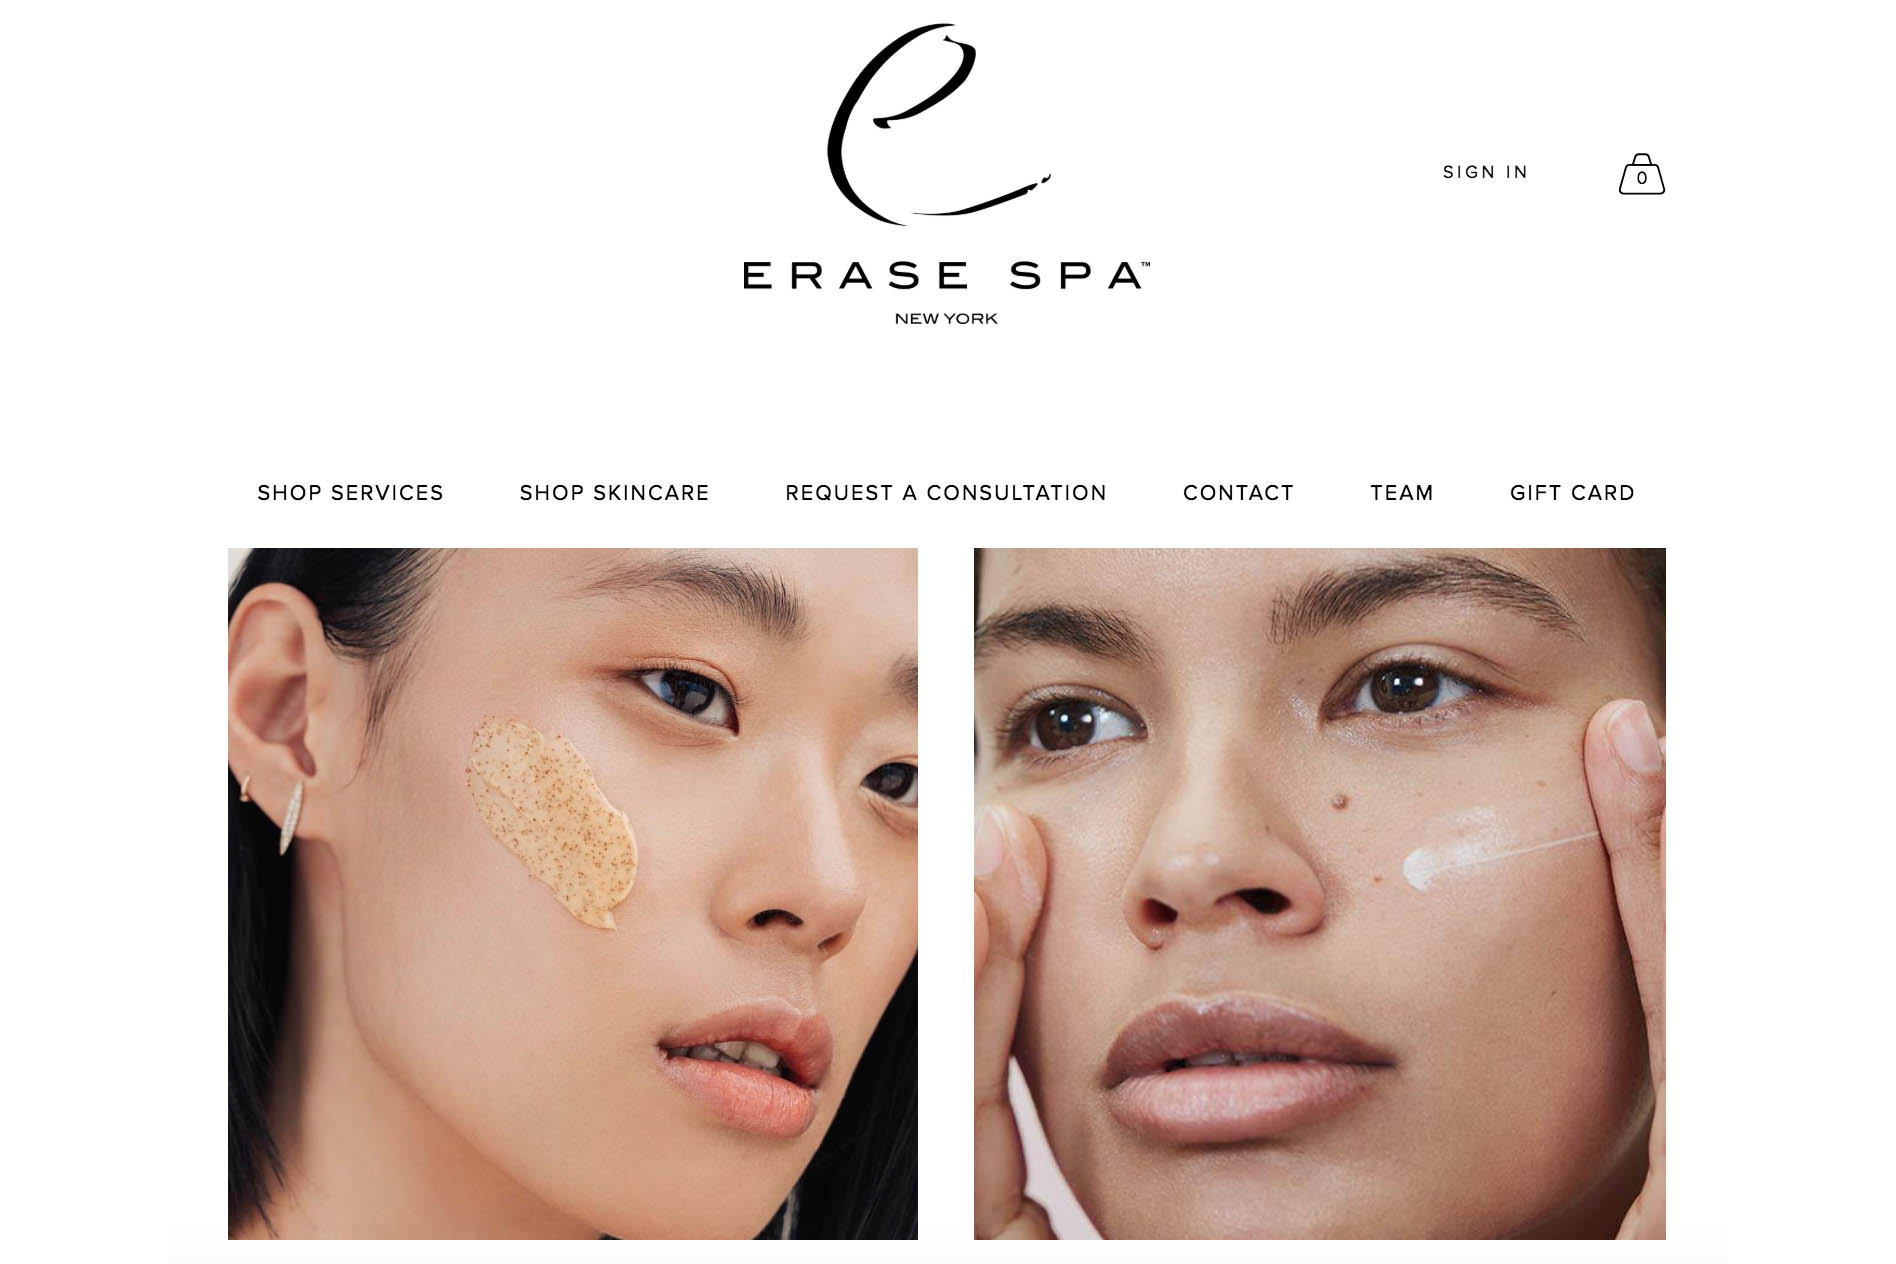 e
ERASE SPA™
NEW YORK
SIGN IN
0
SHOP SERVICES SHOP SKINCARE REQUEST A CONSULTATION CONTACT TEAM GIFT CARD